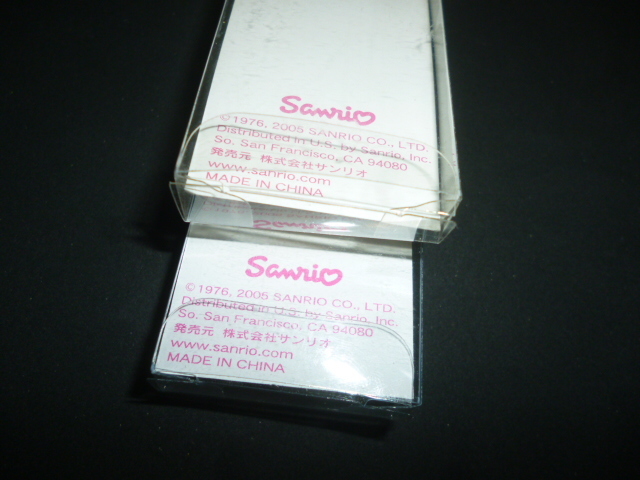 Sanrio
©1976, 2005 SANRIO CO., LTD.
Distributed in U.S. by Sanrio, Inc.
So. San Francisco, CA 94080
発売元 株式会社サンリオ
www.sanrio.com
MADE IN CHINA
Sanrio
Sanrio
©1976, 2005 SANRIO CO., LTD.
Distributed in U.S. by Sanrio, Inc.
So. San Francisco, CA 94080
発売元 株式会社サンリオ
www.sanrio.com
MADE IN CHINA